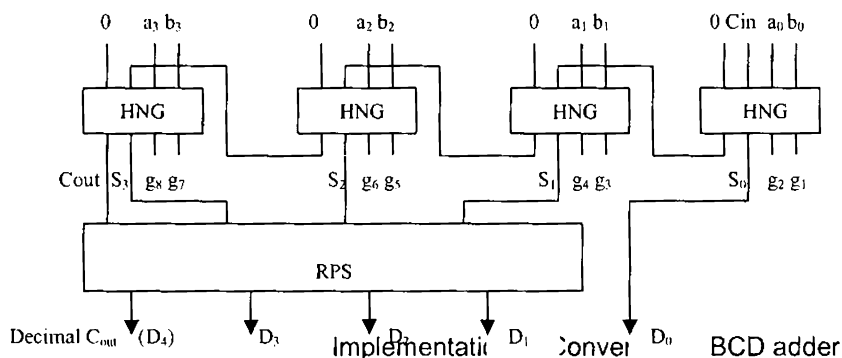 0 a₃ b₃ 0 a₂ b₂ 0 a₁ b₁ 0 Cin a₀ b₀
HNG HNG HNG HNG
Cout S₃ g₈ g₇ S₂ g₆ g₅ S₁ g₄ g₃ S₀ g₂ g₁
RPS
Decimal Cout (D₄) D₃ D₂ D₁ D₀
BCD adder